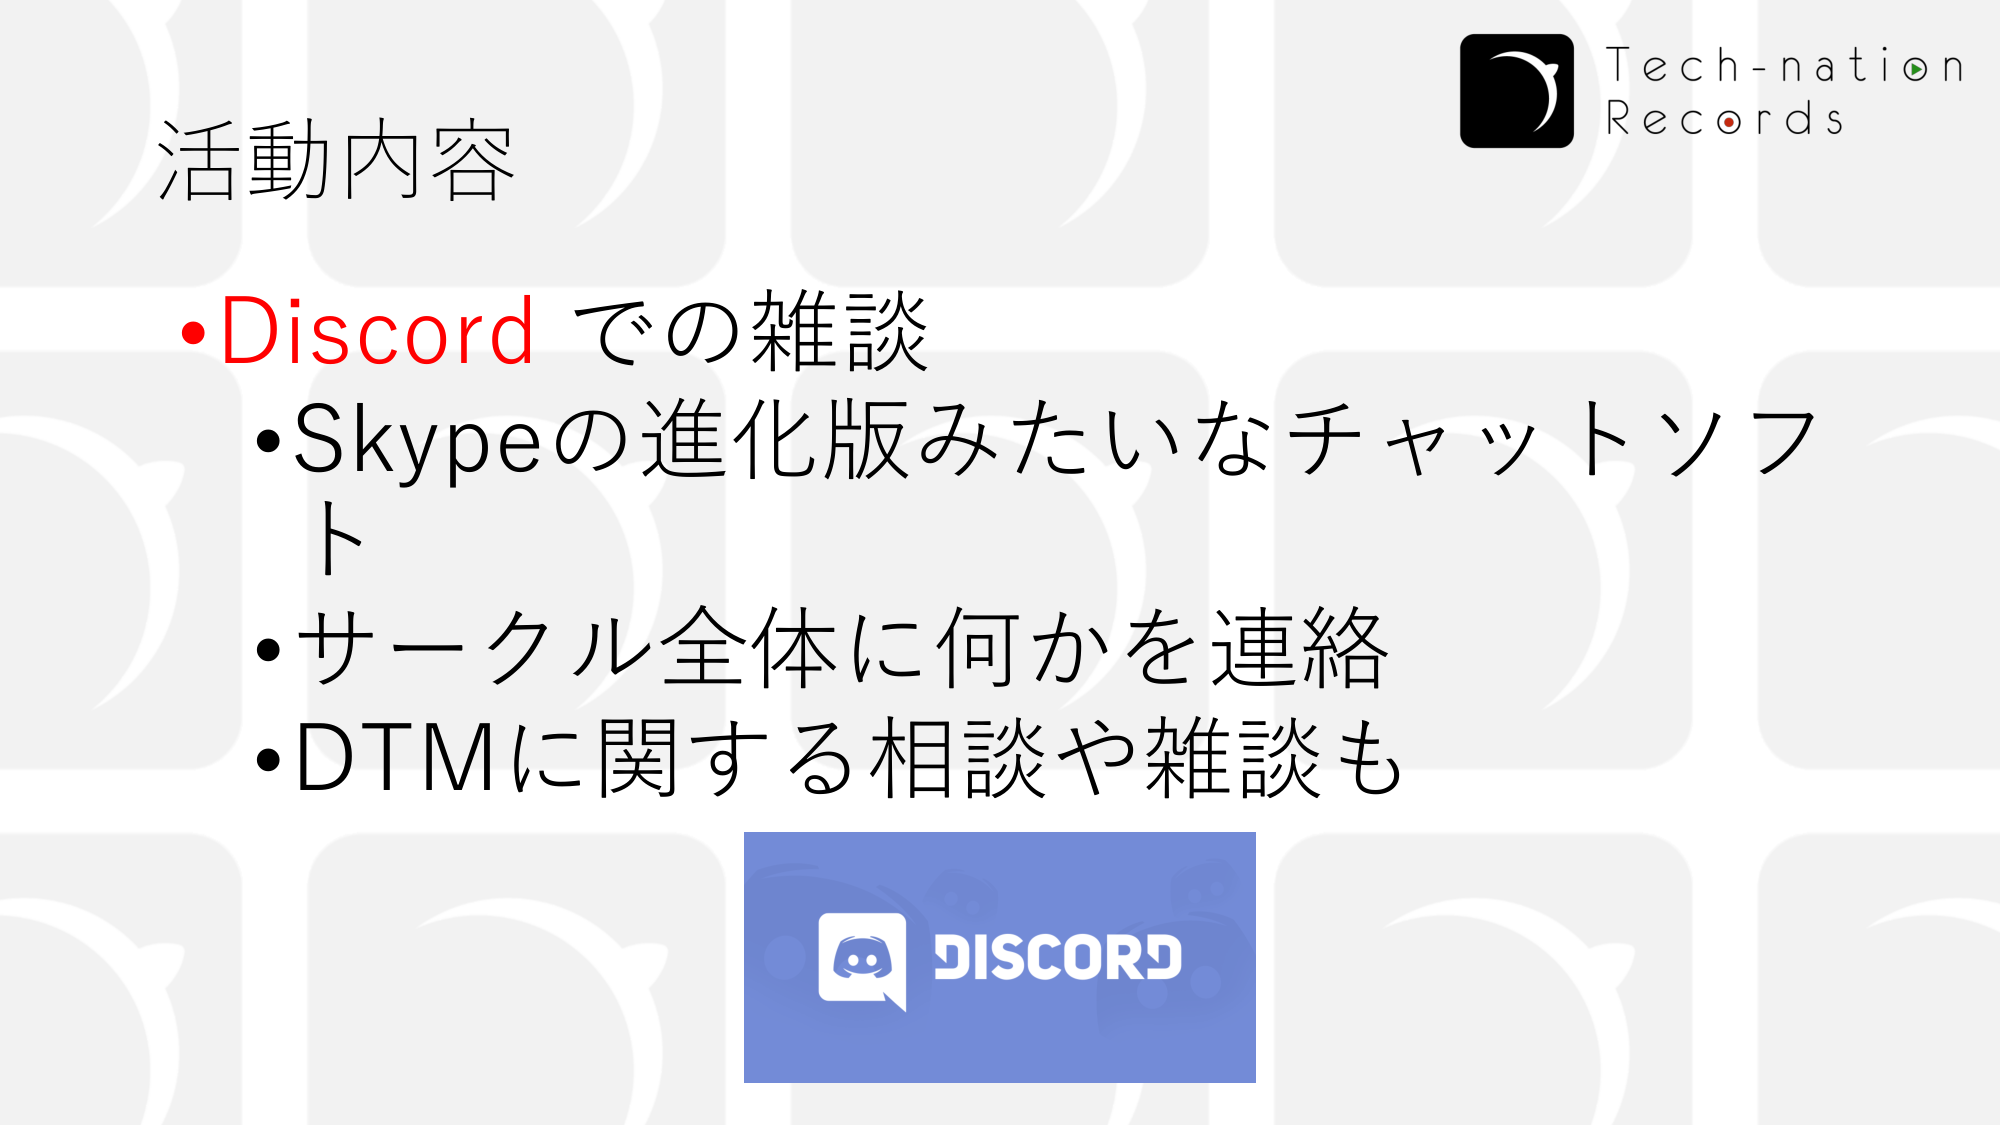 Tech-nation
Records
活動内容
•Discord での雑談
•Skypeの進化版みたいなチャットソフ
ト
•サークル全体に何かを連絡
•DTMに関する相談や雑談も
DISCORD